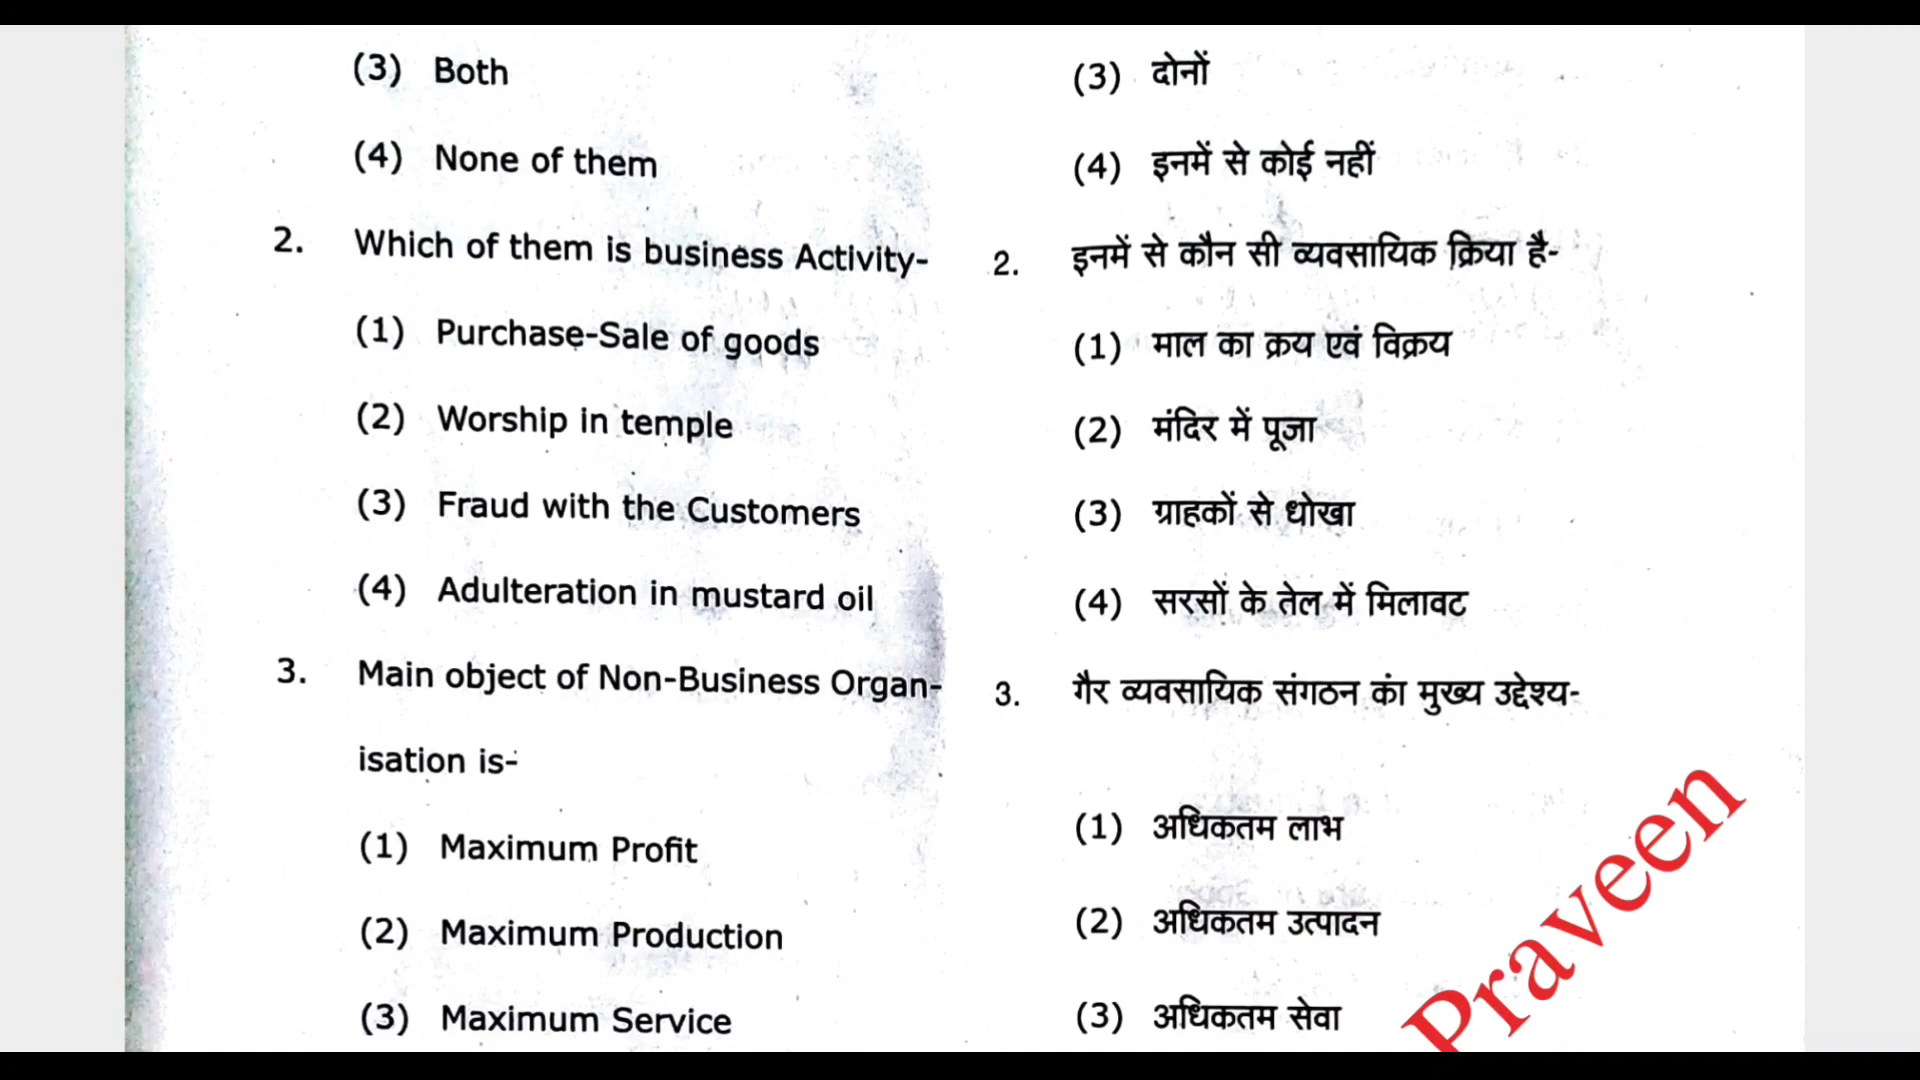 (3) Both
(4) None of them
2. Which of them is business Activity-
(1) Purchase-Sale of goods
(2) Worship in temple
(3) Fraud with the Customers
(4) Adulteration in mustard oil
3. Main object of Non-Business Organ-
isation is-
(1) Maximum Profit
(2) Maximum Production
(3) Maximum Service
(3) दोनों
(4) इनमें से कोई नहीं
2. इनमें से कौन सी व्यवसायिक क्रिया है-
(1) माल का क्रय एवं विक्रय
(2) मंदिर में पूजा
(3) ग्राहकों से धोखा
(4) सरसों के तेल में मिलावट
3. गैर व्यवसायिक संगठन का मुख्य उद्देश्य-
(1) अधिकतम लाभ
(2) अधिकतम उत्पादन
(3) अधिकतम सेवा
Praveen